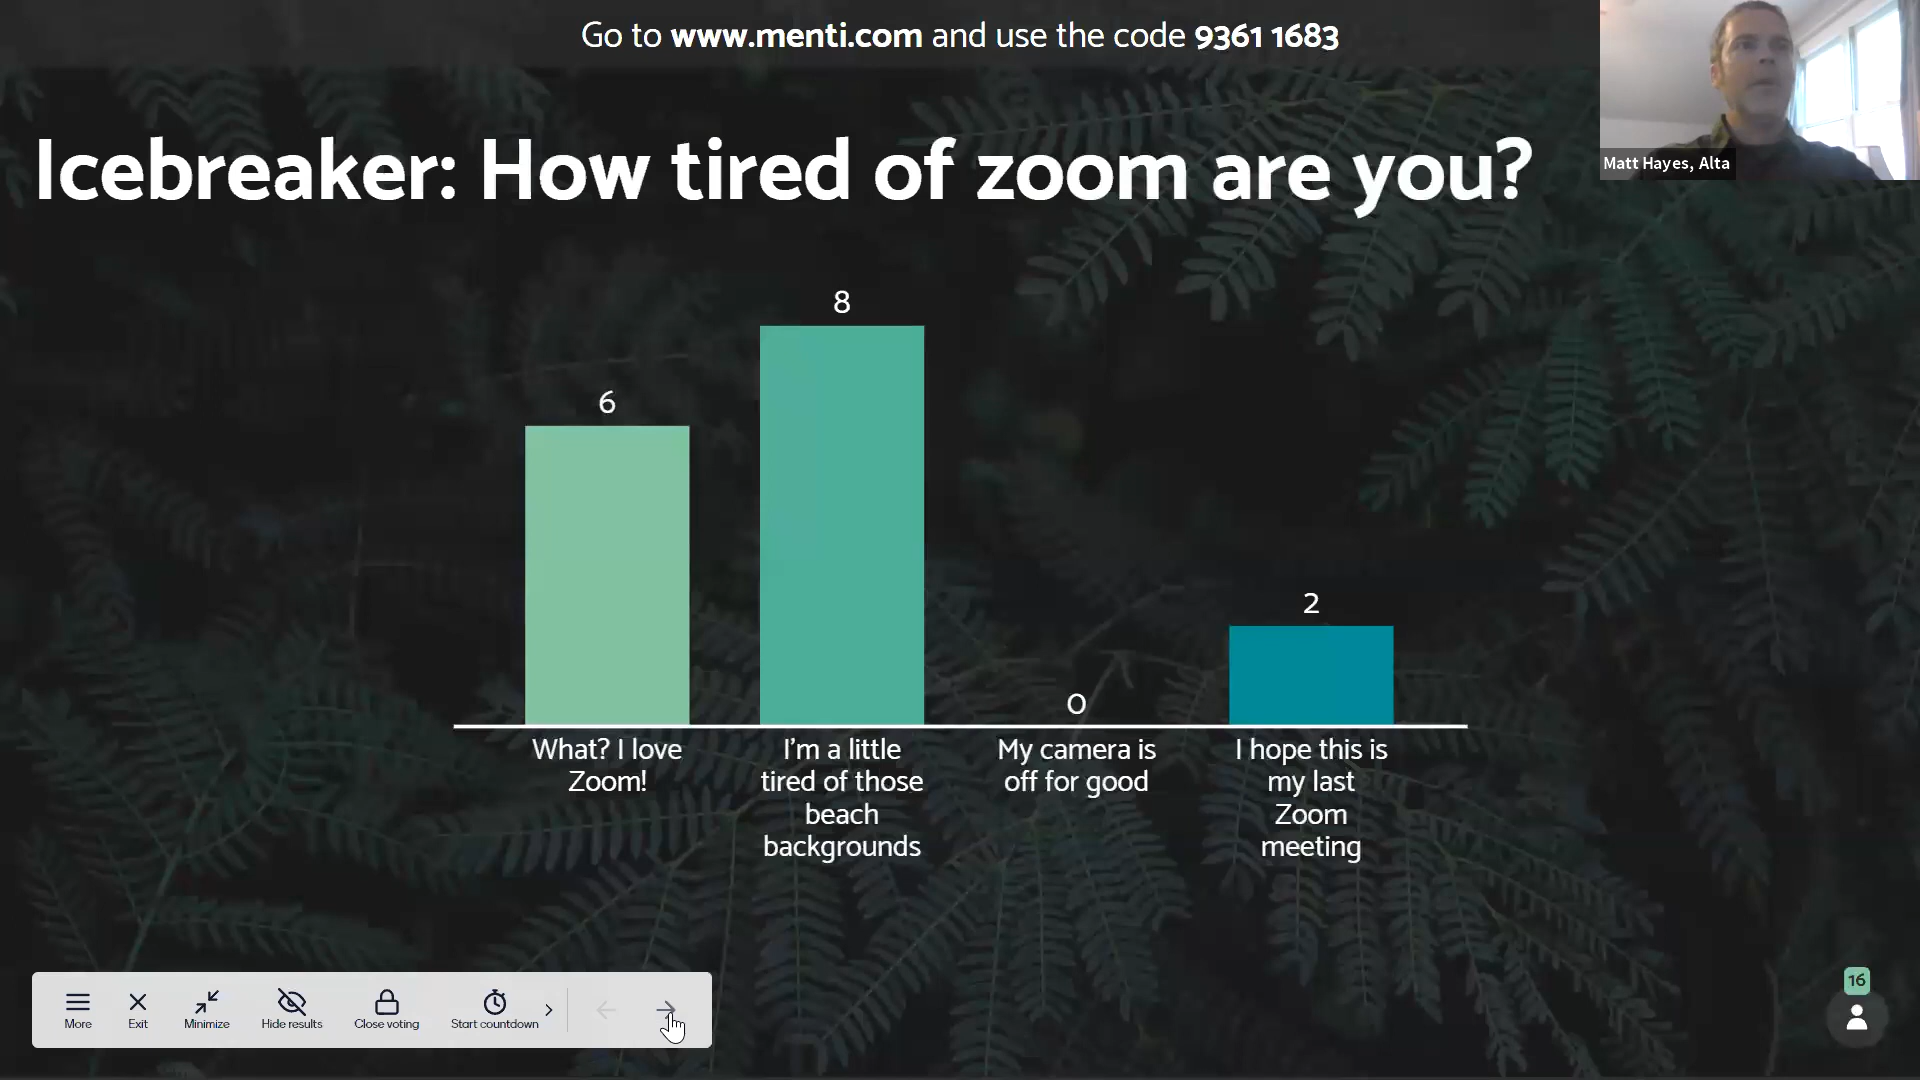 Go to www.menti.com and use the code 9361 1683
Icebreaker: How tired of zoom are you?
Matt Hayes, Alta
8
6
2
0
What? I love
Zoom!
I'm a little
tired of those
beach
backgrounds
My camera is
off for good
I hope this is
my last
Zoom
meeting
16
More
Exit
Minimize
Hide results
Close voting
Start countdown